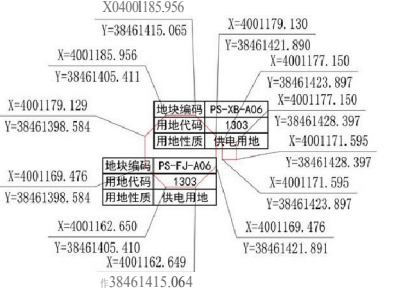 X0400I185.956
Y=38461415.065
X=4001179.130
Y=38461421.890
X=4001185.956
Y=38461405.411
X=4001177.150
Y=38461423.897
X=4001177.150
Y=38461428.397
X=4001179.129
Y=38461398.584
地块编码 PS-XB-A06
用地代码 1303
用地性质 供电用地
X=4001171.595
Y=38461428.397
地块编码 PS-FJ-A06
用地代码 1303
用地性质 供电用地
X=4001171.595
Y=38461423.897
X=4001169.476
Y=38461398.584
X=4001162.650
Y=38461405.410
X=4001169.476
Y=38461421.891
X=4001162.649
作38461415.064